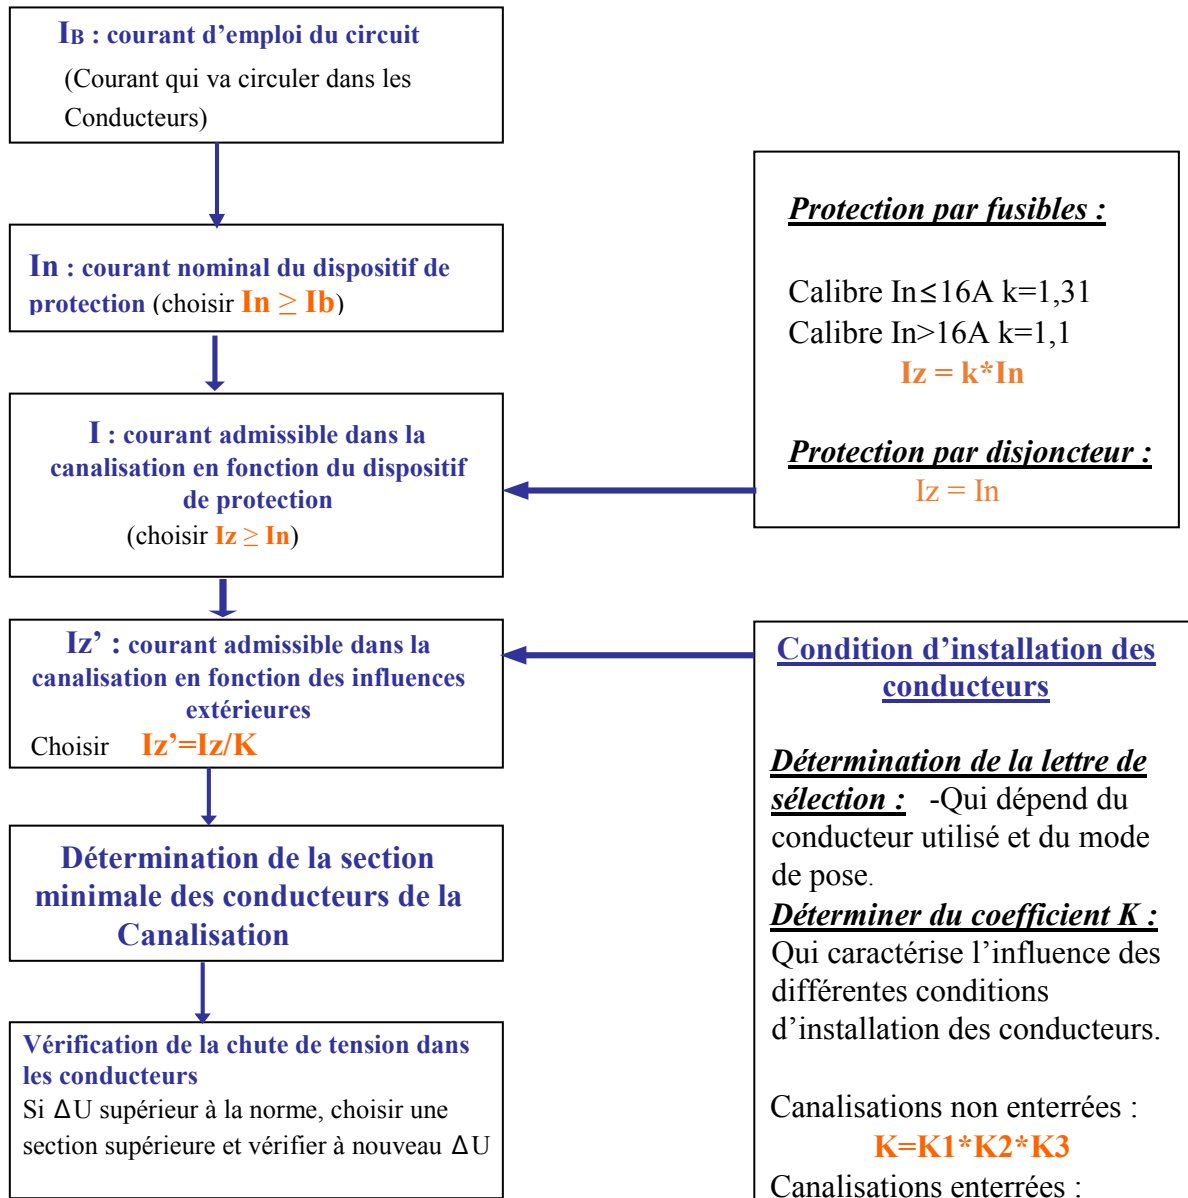 IB : courant d’emploi du circuit
(Courant qui va circuler dans les
Conducteurs)
In : courant nominal du dispositif de
protection (choisir In ≥ Ib)
I : courant admissible dans la
canalisation en fonction du dispositif
de protection
(choisir Iz ≥ In)
Iz’ : courant admissible dans la
canalisation en fonction des influences
extérieures
Choisir Iz’=Iz/K
Détermination de la section
minimale des conducteurs de la
Canalisation
Vérification de la chute de tension dans
les conducteurs
Si ΔU supérieur à la norme, choisir une
section supérieure et vérifier à nouveau ΔU
Protection par fusibles :
Calibre In≤16A k=1,31
Calibre In>16A k=1,1
Iz = k*In
Protection par disjoncteur :
Iz = In
Condition d’installation des
conducteurs
Détermination de la lettre de
sélection : -Qui dépend du
conducteur utilisé et du mode
de pose.
Déterminer du coefficient K :
Qui caractérise l’influence des
différentes conditions
d’installation des conducteurs.
Canalisations non enterrées :
K=K1*K2*K3
Canalisations enterrées :